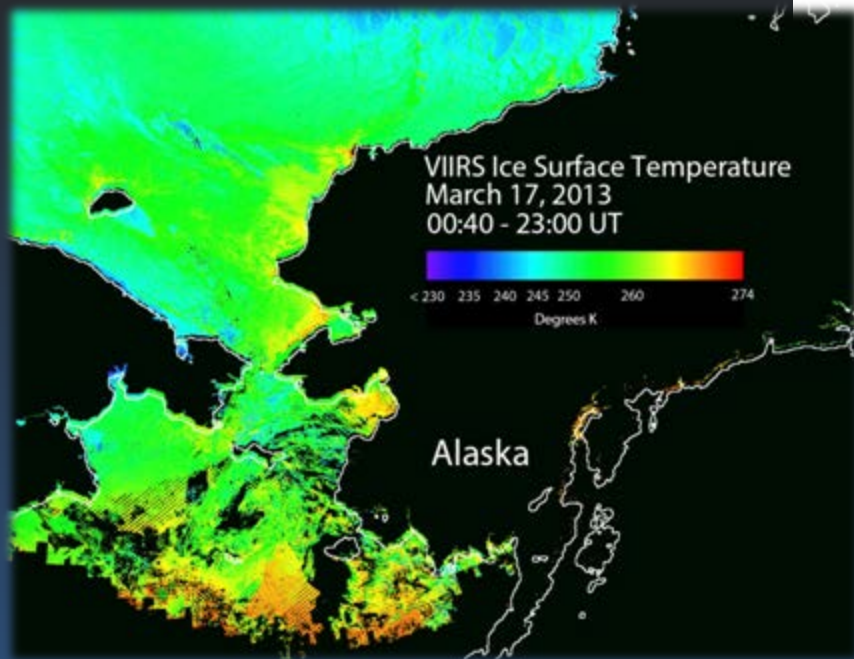 VIIRS Ice Surface Temperature
March 17, 2013
00:40 - 23:00 UT
< 230 235 240 245 250 260 274
Degrees K
Alaska